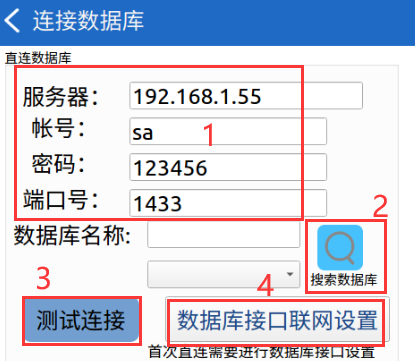 连接数据库
直连数据库
服务器: 192.168.1.55
帐号: sa
1
密码: 123456
端口号: 1433
数据库名称:
2
搜索数据库
3
4
测试连接
数据库接口联网设置
首次直连需要进行数据库接口设置